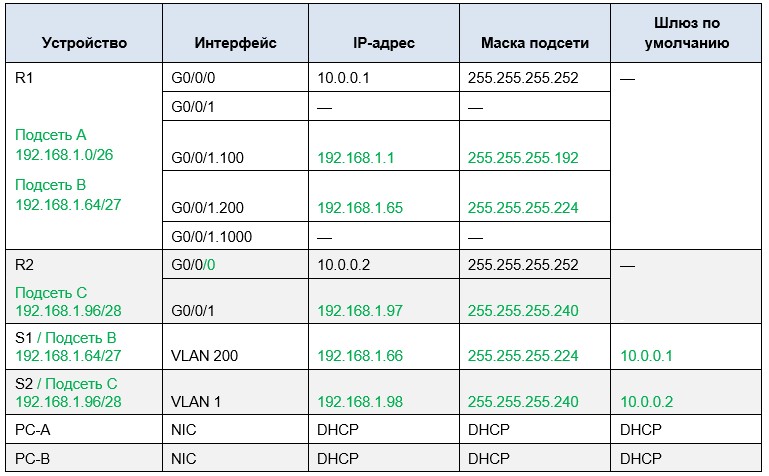 Устройство Интерфейс IP-адрес Маска подсети Шлюз по
умолчанию
R1 G0/0/0 10.0.0.1 255.255.255.252 —
G0/0/1 — —
Подсеть A
192.168.1.0/26
G0/0/1.100 192.168.1.1 255.255.255.192
Подсеть B
192.168.1.64/27
G0/0/1.200 192.168.1.65 255.255.255.224
G0/0/1.1000 — —
R2 G0/0/0 10.0.0.2 255.255.255.252 —
Подсеть C
192.168.1.96/28 G0/0/1 192.168.1.97 255.255.255.240
S1 / Подсеть B
192.168.1.64/27 VLAN 200 192.168.1.66 255.255.255.224 10.0.0.1
S2 / Подсеть C
192.168.1.96/28 VLAN 1 192.168.1.98 255.255.255.240 10.0.0.2
PC-A NIC DHCP DHCP DHCP
PC-B NIC DHCP DHCP DHCP